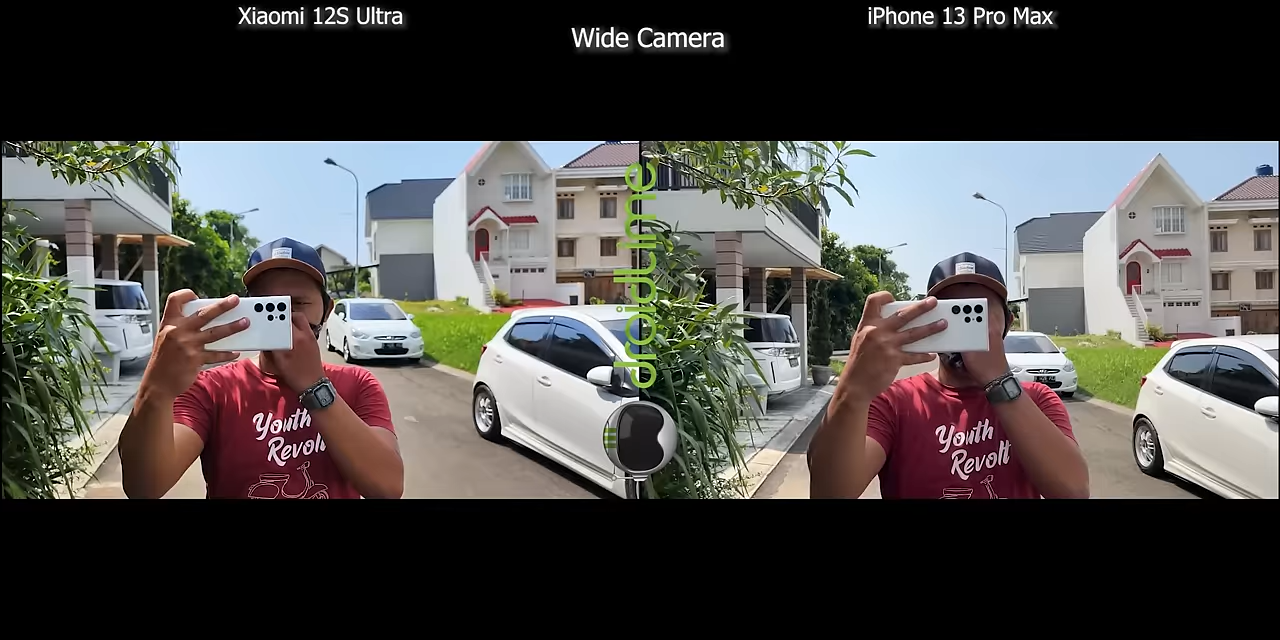 Xiaomi 12S Ultra
iPhone 13 Pro Max
Wide Camera
droidlime
Youth
Revolt
Youth
Revolt